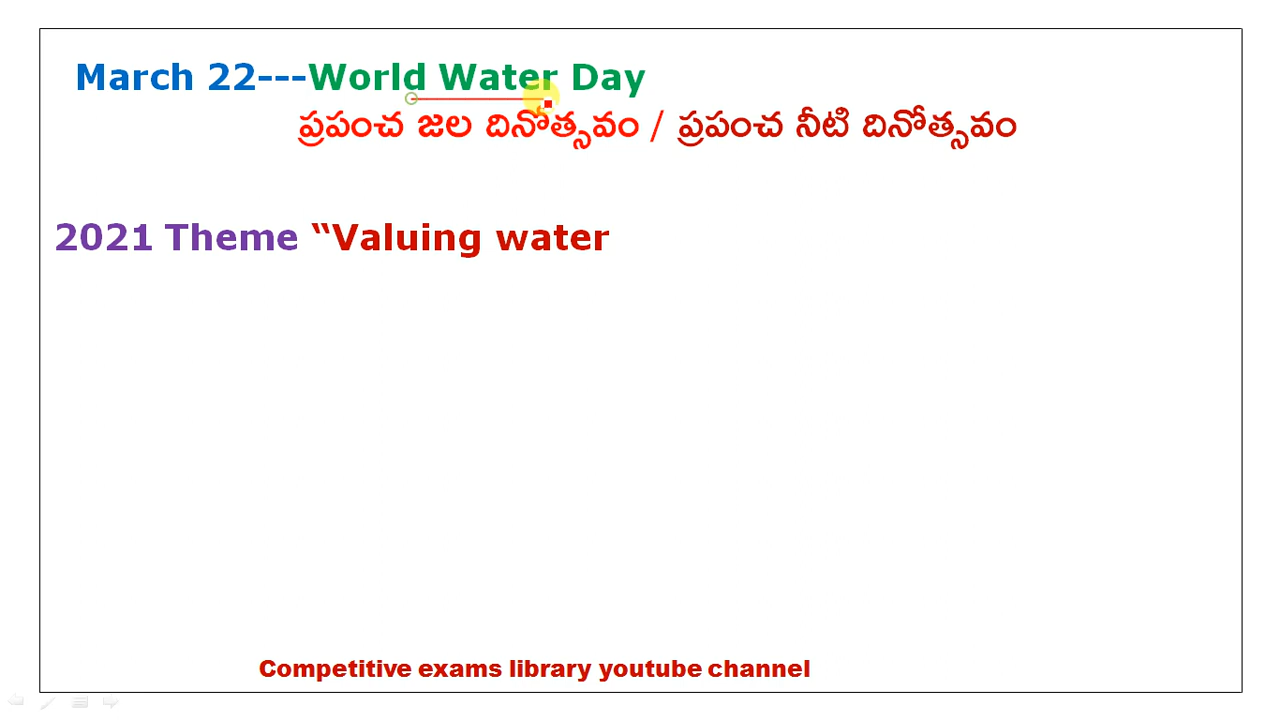 March 22---World Water Day
ప్రపంచ జల దినోత్సవం / ప్రపంచ నీటి దినోత్సవం
2021 Theme “Valuing water
Competitive exams library youtube channel